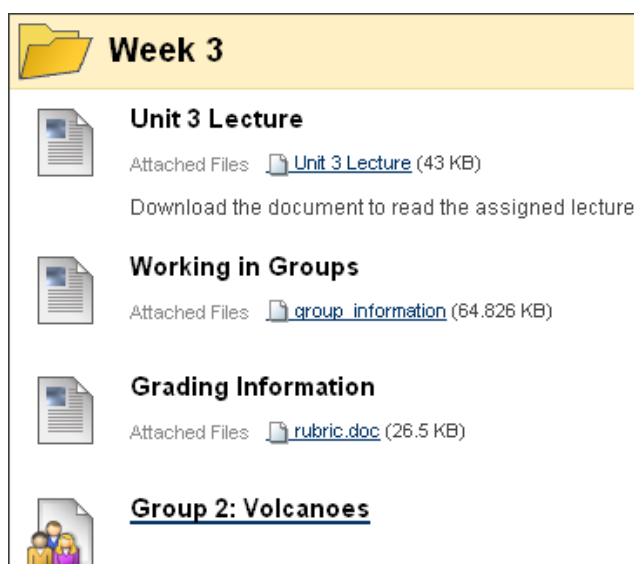 Week 3
Unit 3 Lecture
Attached Files Unit 3 Lecture (43 KB)
Download the document to read the assigned lecture
Working in Groups
Attached Files group_information (64.826 KB)
Grading Information
Attached Files rubric.doc (26.5 KB)
Group 2: Volcanoes